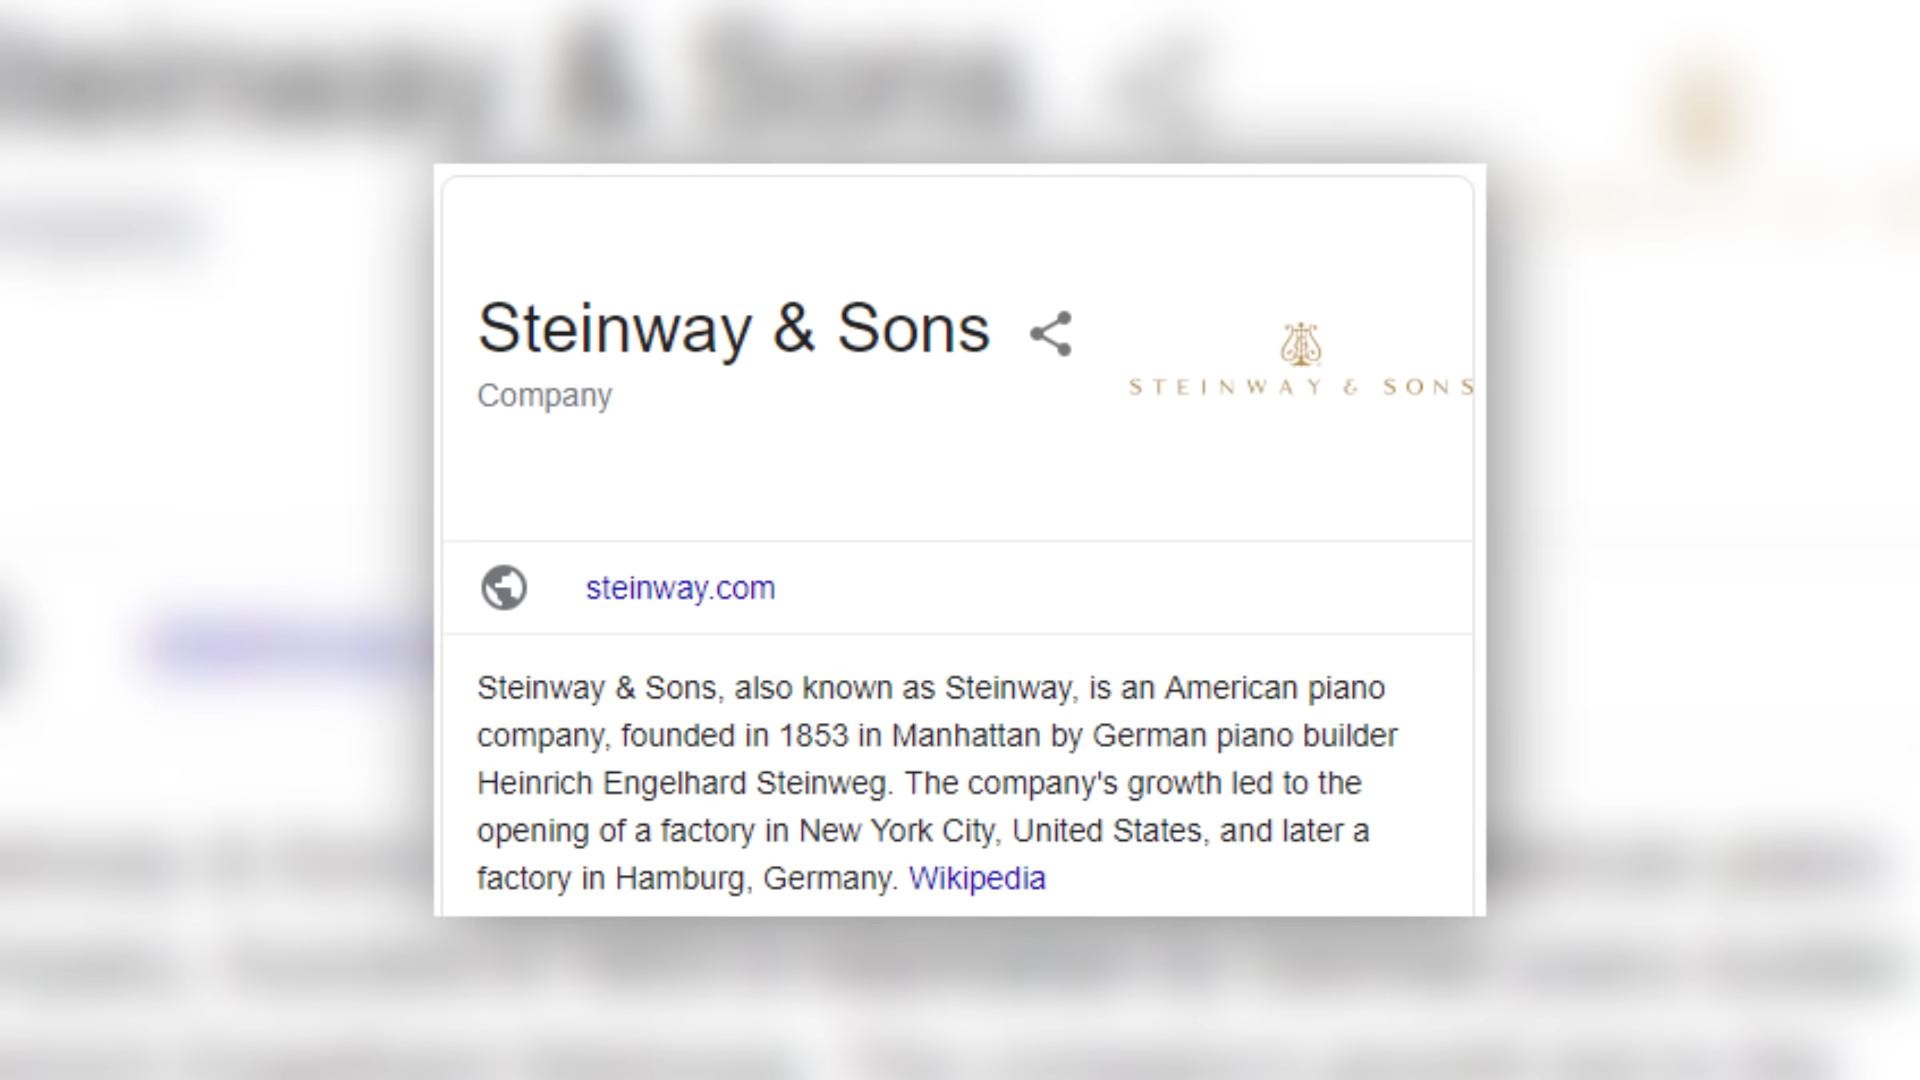 Steinway & Sons
Company
STEINWAY & SONS
steinway.com
Steinway & Sons, also known as Steinway, is an American piano
company, founded in 1853 in Manhattan by German piano builder
Heinrich Engelhard Steinweg. The company's growth led to the
opening of a factory in New York City, United States, and later a
factory in Hamburg, Germany. Wikipedia